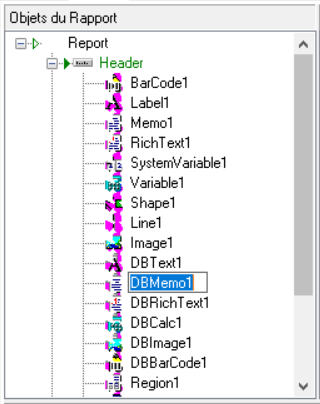 Objets du Rapport
Report
Header
BarCode1
Label1
Memo1
RichText1
SystemVariable1
Variable1
Shape1
Line1
Image1
DBText1
DBMemo1
DBRichText1
DBCalc1
DBImage1
DBBarCode1
Region1